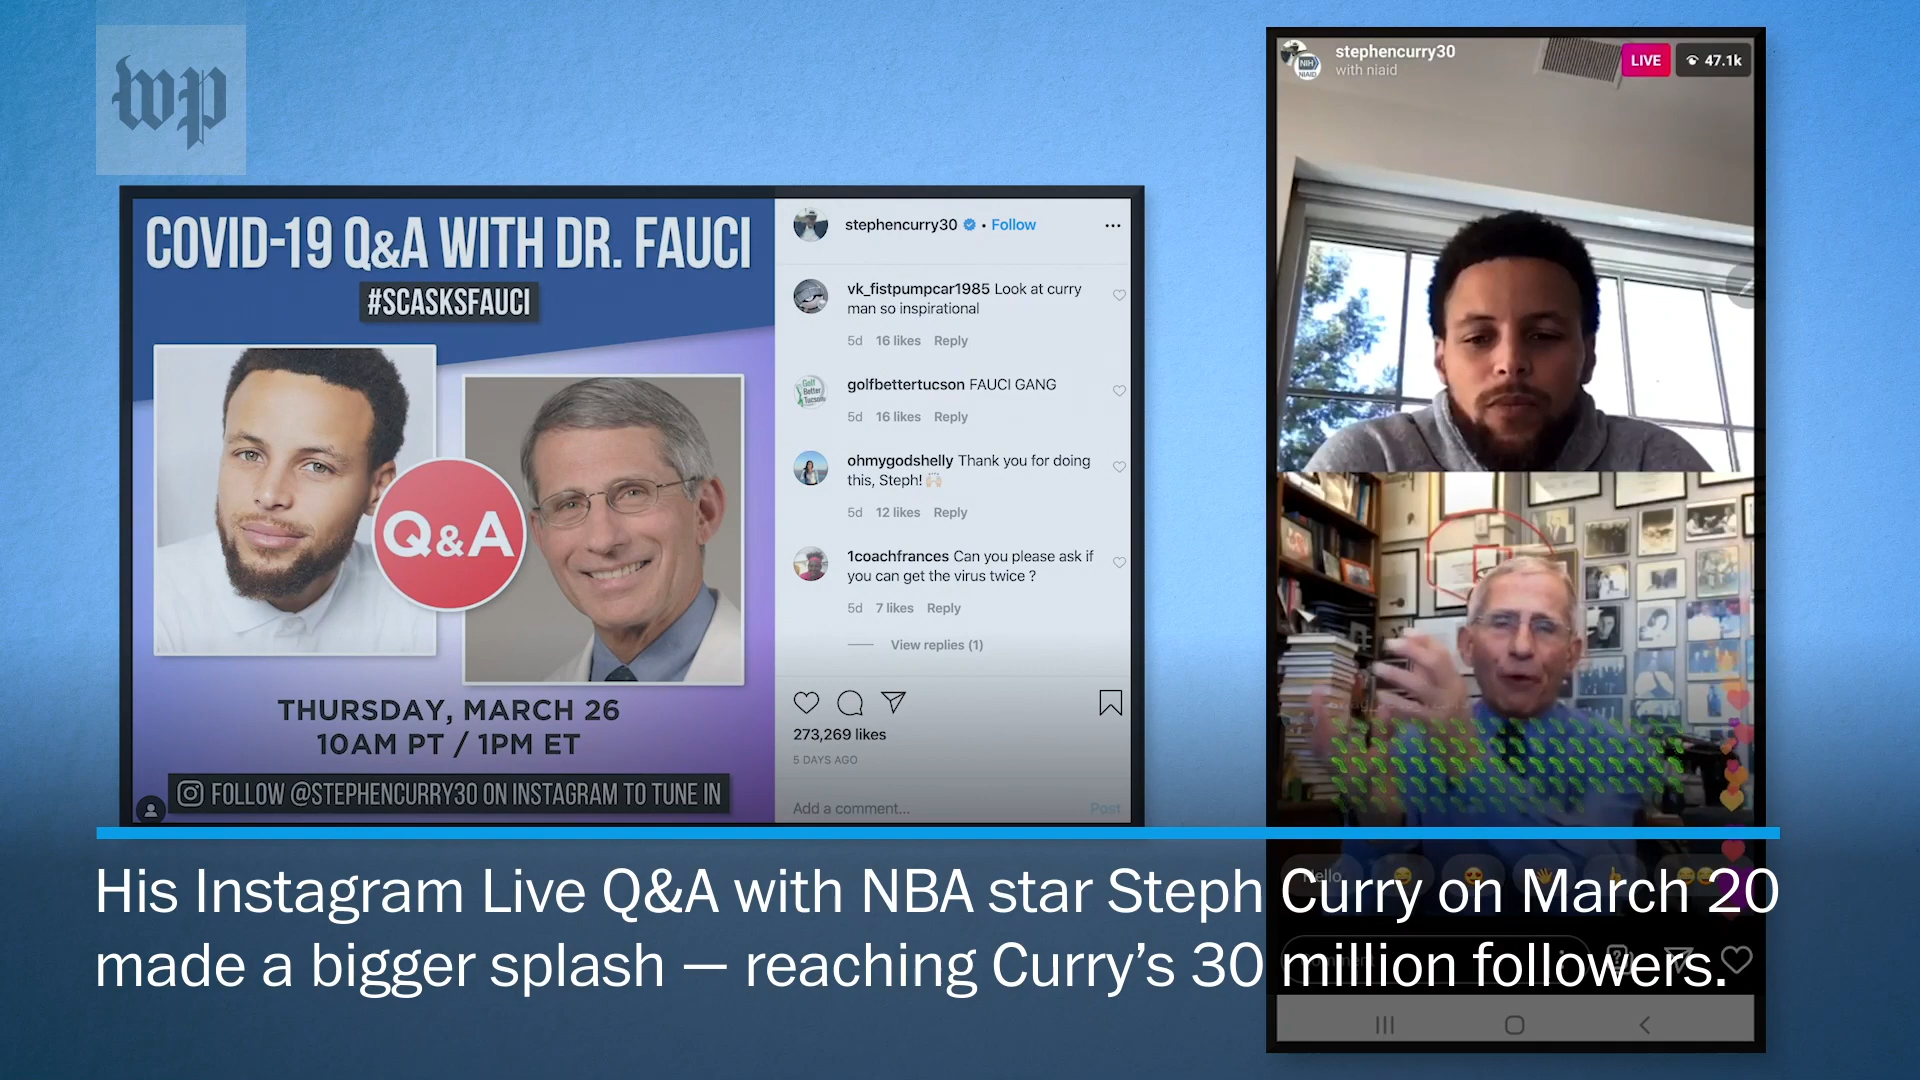 wp
COVID-19 Q&A WITH DR. FAUCI
#SCASKSFAUCI
Q&A
THURSDAY, MARCH 26
10AM PT / 1PM ET
FOLLOW @STEPHENCURRY30 ON INSTAGRAM TO TUNE IN
stephencurry30 • Follow
vk_fistpumpcar1985 Look at curry
man so inspirational
5d 16 likes Reply
Golf
Better
Tucson
golfbettertucson FAUCI GANG
5d 16 likes Reply
ohmygodshelly Thank you for doing
this, Steph! 🙌🏻
5d 12 likes Reply
1coachfrances Can you please ask if
you can get the virus twice ?
5d 7 likes Reply
View replies (1)
273,269 likes
5 DAYS AGO
Add a comment... Post
stephencurry30
with niaid
NIH
NIAID
LIVE
47.1k
His Instagram Live Q&A with NBA star Steph Curry on March 20
made a bigger splash — reaching Curry’s 30 million followers.